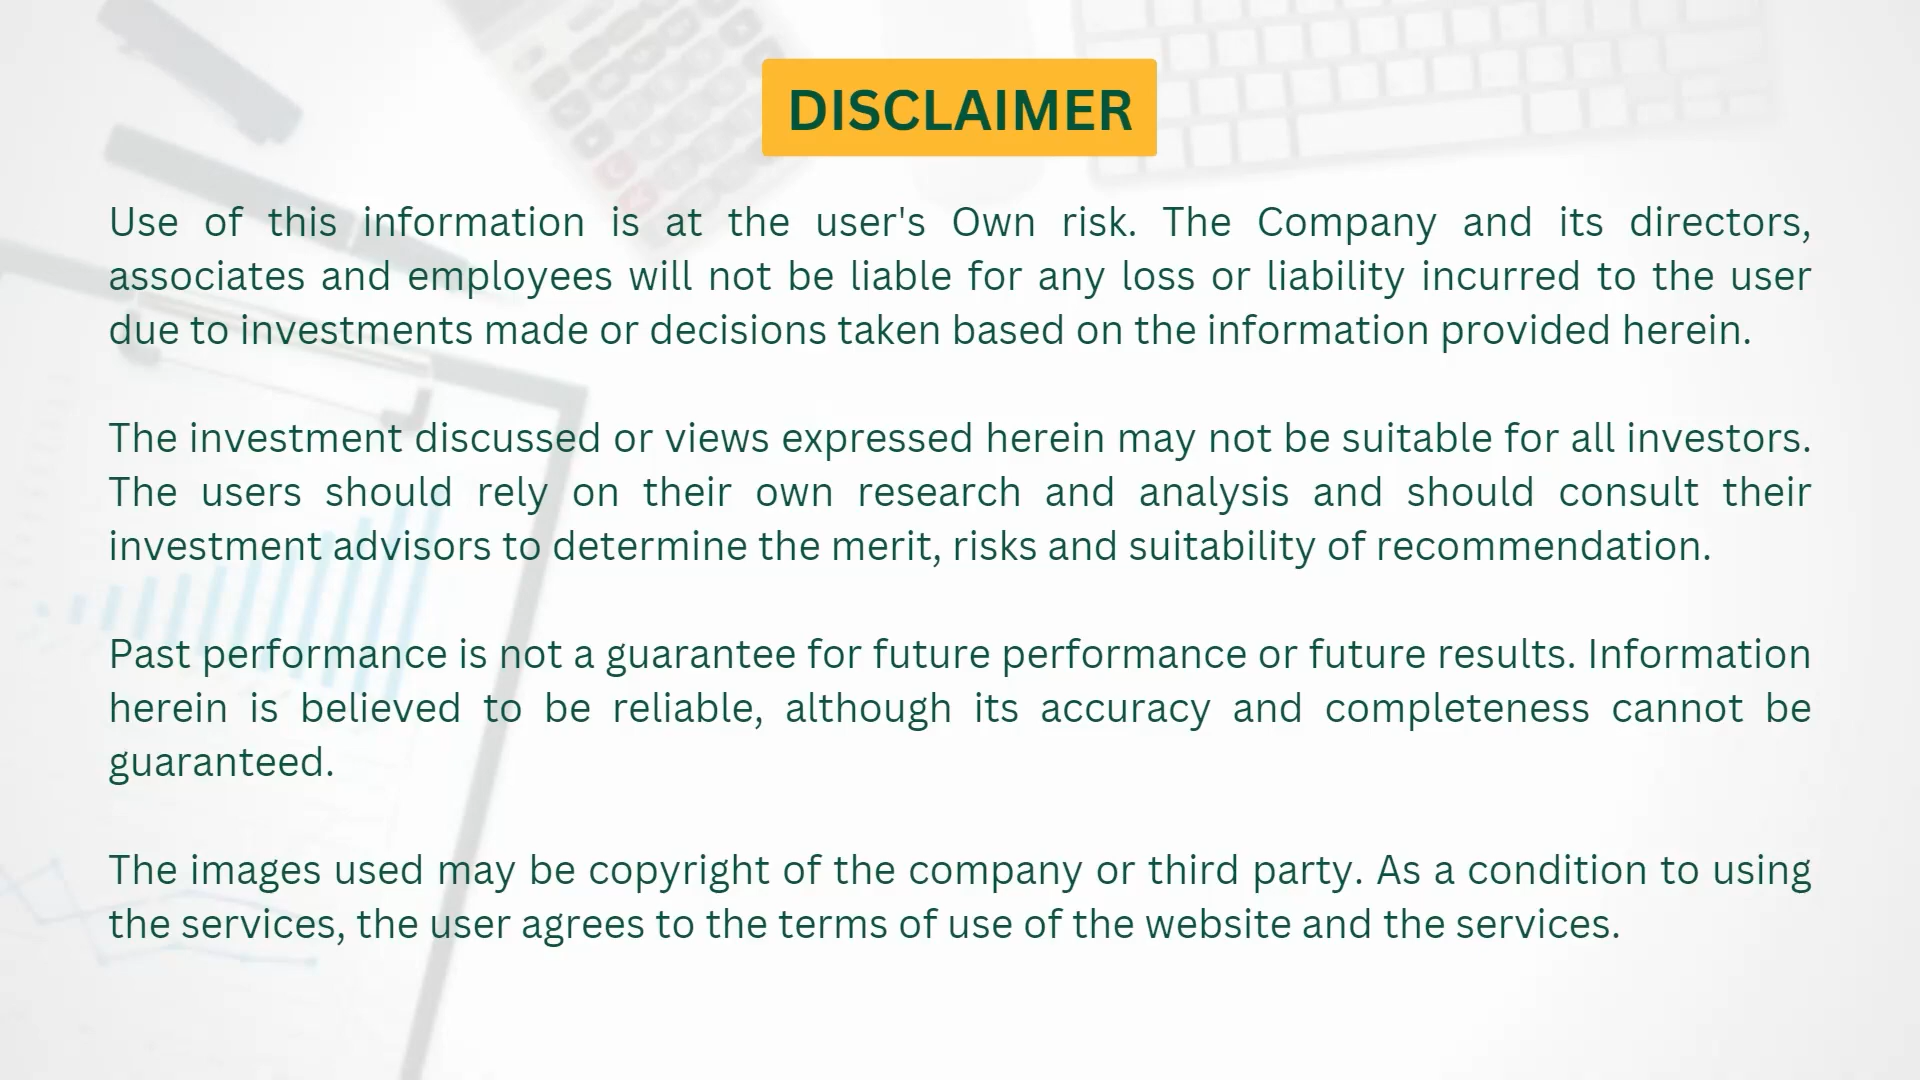 DISCLAIMER
Use of this information is at the user's Own risk. The Company and its directors,
associates and employees will not be liable for any loss or liability incurred to the user
due to investments made or decisions taken based on the information provided herein.
The investment discussed or views expressed herein may not be suitable for all investors.
The users should rely on their own research and analysis and should consult their
investment advisors to determine the merit, risks and suitability of recommendation.
Past performance is not a guarantee for future performance or future results. Information
herein is believed to be reliable, although its accuracy and completeness cannot be
guaranteed.
The images used may be copyright of the company or third party. As a condition to using
the services, the user agrees to the terms of use of the website and the services.